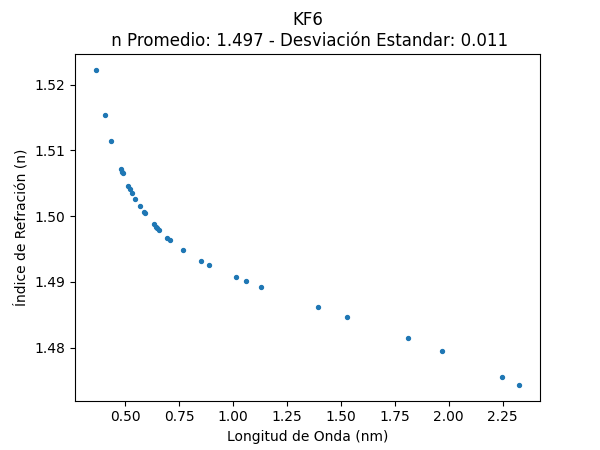 KF6
n Promedio: 1.497 - Desviación Estandar: 0.011
1.52
1.51
1.50
1.49
1.48
Índice de Refración (n)
0.50 0.75 1.00 1.25 1.50 1.75 2.00 2.25
Longitud de Onda (nm)